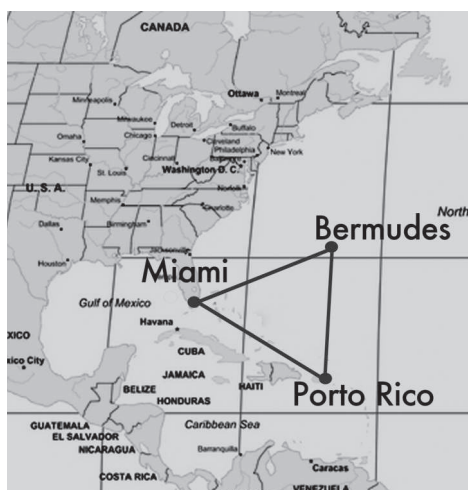 CANADA
Ottawa
Montreal
Minneapolis
Milwaukee
Detroit
Buffalo
Chicago
Cleveland
Omaha
Philadelphia
New York
Kansas City
Cincinnati
Washington D.C.
St. Louis
U.S.A.
Norfolk
Memphis
Charlotte
North
Dallas
Birmingham
Bermudes
Jacksonville
Houston
Miami
Gulf of Mexico
Havana
XICO
CUBA
xico City
JAMAICA
BELIZE
HAITI
HONDURAS
Porto Rico
GUATEMALA
Caribbean Sea
EL SALVADOR
NICARAGUA
Barranquilla
Caracas
COSTA RICA
VENEZUELA